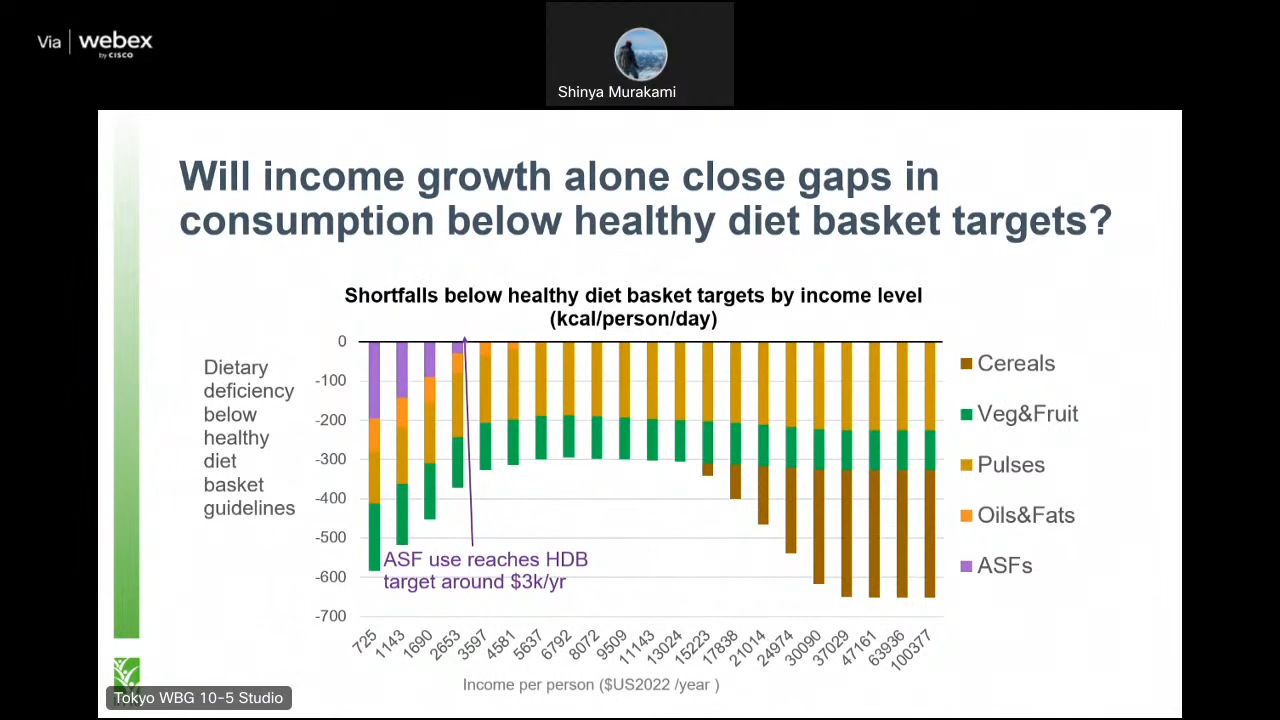 Via
webex
by CISCO
Shinya Murakami
Will income growth alone close gaps in
consumption below healthy diet basket targets?
Shortfalls below healthy diet basket targets by income level
(kcal/person/day)
Dietary
deficiency
below
healthy
diet
basket
guidelines
0
-100
-200
-300
-400
-500
-600
-700
ASF use reaches HDB
target around $3k/yr
Cereals
Veg&Fruit
Pulses
Oils&Fats
ASFs
725
1143
1690
2653
3597
4581
5637
6792
8072
9509
11143
13024
15223
17838
21014
24974
30090
37029
47161
63936
100377
Income per person ($US2022 /year )
Tokyo WBG 10-5 Studio